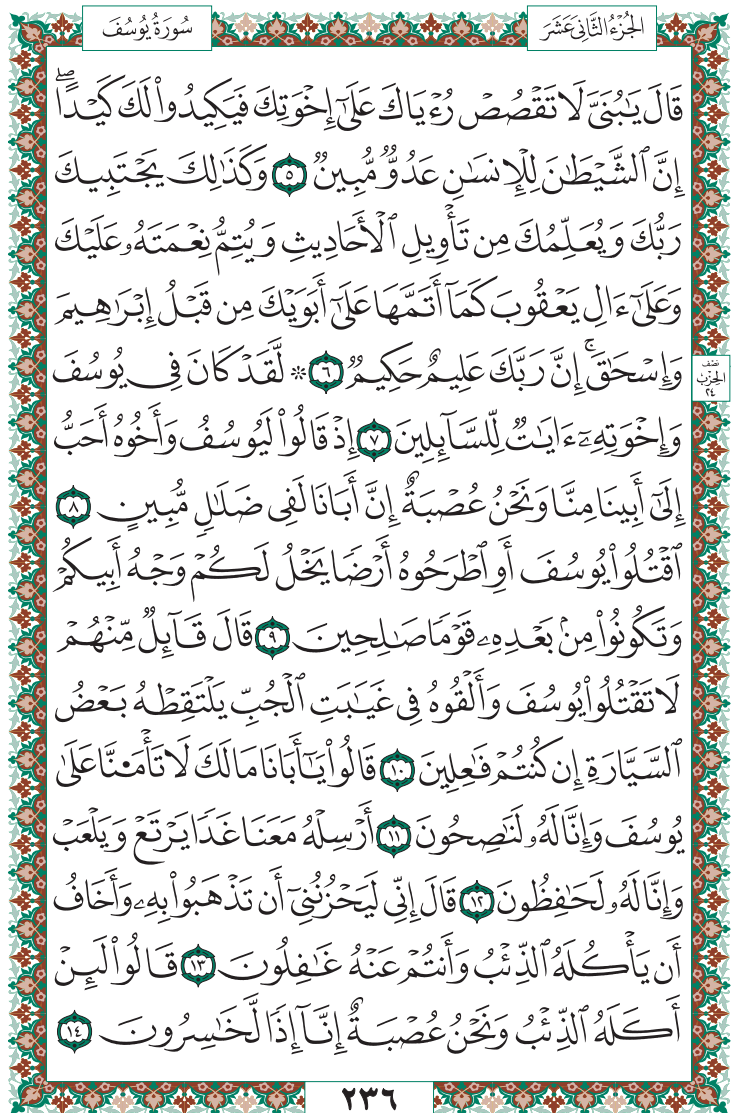 الجُزْءُ الثَّانِي عَشَرَ
سُورَةُ يُوسُفَ
قَالَ يَٰبُنَيَّ لَا تَقْصُصْ رُءْيَاكَ عَلَىٰٓ إِخْوَتِكَ فَيَكِيدُواْ لَكَ كَيْدًاۖ
إِنَّ ٱلشَّيْطَٰنَ لِلْإِنسَٰنِ عَدُوٌّ مُّبِينٌ ٥ وَكَذَٰلِكَ يَجْتَبِيكَ
رَبُّكَ وَيُعَلِّمُكَ مِن تَأْوِيلِ ٱلْأَحَادِيثِ وَيُتِمُّ نِعْمَتَهُۥ عَلَيْكَ
وَعَلَىٰٓ ءَالِ يَعْقُوبَ كَمَآ أَتَمَّهَا عَلَىٰٓ أَبَوَيْكَ مِن قَبْلُ إِبْرَٰهِيمَ
وَإِسْحَٰقَۚ إِنَّ رَبَّكَ عَلِيمٌ حَكِيمٌ ٦ ۞ لَّقَدْ كَانَ فِي يُوسُفَ
نصف
الحزب
٢٤
وَإِخْوَتِهِۦٓ ءَايَٰتٌ لِّلسَّآئِلِينَ ٧ إِذْ قَالُواْ لَيُوسُفُ وَأَخُوهُ أَحَبُّ
إِلَىٰٓ أَبِينَا مِنَّا وَنَحْنُ عُصْبَةٌ إِنَّ أَبَانَا لَفِي ضَلَٰلٍ مُّبِينٍ ٨
ٱقْتُلُواْ يُوسُفَ أَوِ ٱطْرَحُوهُ أَرْضًا يَخْلُ لَكُمْ وَجْهُ أَبِيكُمْ
وَتَكُونُواْ مِنۢ بَعْدِهِۦ قَوْمًا صَٰلِحِينَ ٩ قَالَ قَآئِلٌ مِّنْهُمْ
لَا تَقْتُلُواْ يُوسُفَ وَأَلْقُوهُ فِي غَيَٰبَتِ ٱلْجُبِّ يَلْتَقِطْهُ بَعْضُ
ٱلسَّيَّارَةِ إِن كُنتُمْ فَٰعِلِينَ ١٠ قَالُواْ يَٰٓأَبَانَا مَا لَكَ لَا تَأْمَ۫نَّا عَلَىٰ
يُوسُفَ وَإِنَّا لَهُۥ لَنَٰصِحُونَ ١١ أَرْسِلْهُ مَعَنَا غَدًا يَرْتَعْ وَيَلْعَبْ
وَإِنَّا لَهُۥ لَحَٰفِظُونَ ١٢ قَالَ إِنِّي لَيَحْزُنُنِيٓ أَن تَذْهَبُواْ بِهِۦ وَأَخَافُ
أَن يَأْكُلَهُ ٱلذِّئْبُ وَأَنتُمْ عَنْهُ غَٰفِلُونَ ١٣ قَالُواْ لَئِنْ
أَكَلَهُ ٱلذِّئْبُ وَنَحْنُ عُصْبَةٌ إِنَّآ إِذًا لَّخَٰسِرُونَ ١٤
٢٣٦